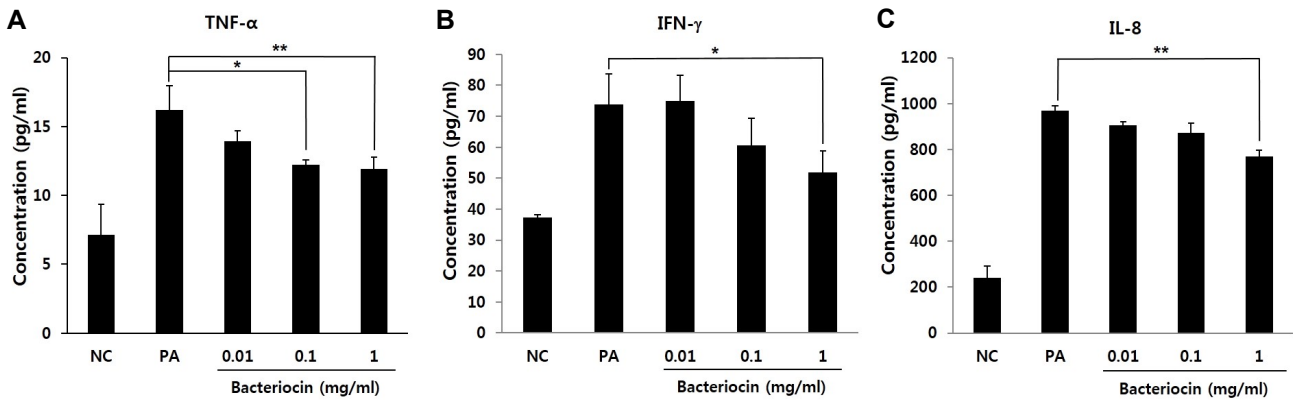 A
TNF-α
Concentration (pg/ml)
20
15
10
5
0
**
*
NC PA 0.01 0.1 1
Bacteriocin (mg/ml)
B
IFN-γ
Concentration (pg/ml)
90
80
70
60
50
40
30
20
10
0
*
NC PA 0.01 0.1 1
Bacteriocin (mg/ml)
C
IL-8
Concentration (pg/ml)
1200
1000
800
600
400
200
0
**
NC PA 0.01 0.1 1
Bacteriocin (mg/ml)